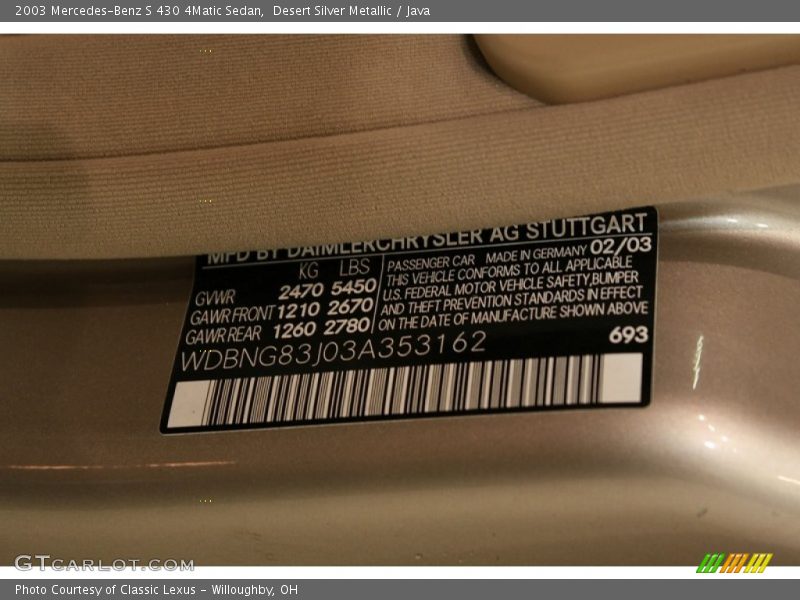 2003 Mercedes-Benz S 430 4Matic Sedan, Desert Silver Metallic / Java
MFD BY DAIMLERCHRYSLER AG STUTTGART
KG LBS
GVWR 2470 5450
GAWR FRONT 1210 2670
GAWR REAR 1260 2780
PASSENGER CAR MADE IN GERMANY 02/03
THIS VEHICLE CONFORMS TO ALL APPLICABLE
U.S. FEDERAL MOTOR VEHICLE SAFETY,BUMPER
AND THEFT PREVENTION STANDARDS IN EFFECT
ON THE DATE OF MANUFACTURE SHOWN ABOVE
WDBNG83J03A353162
693
GTCARLOT.COM
Photo Courtesy of Classic Lexus - Willoughby, OH